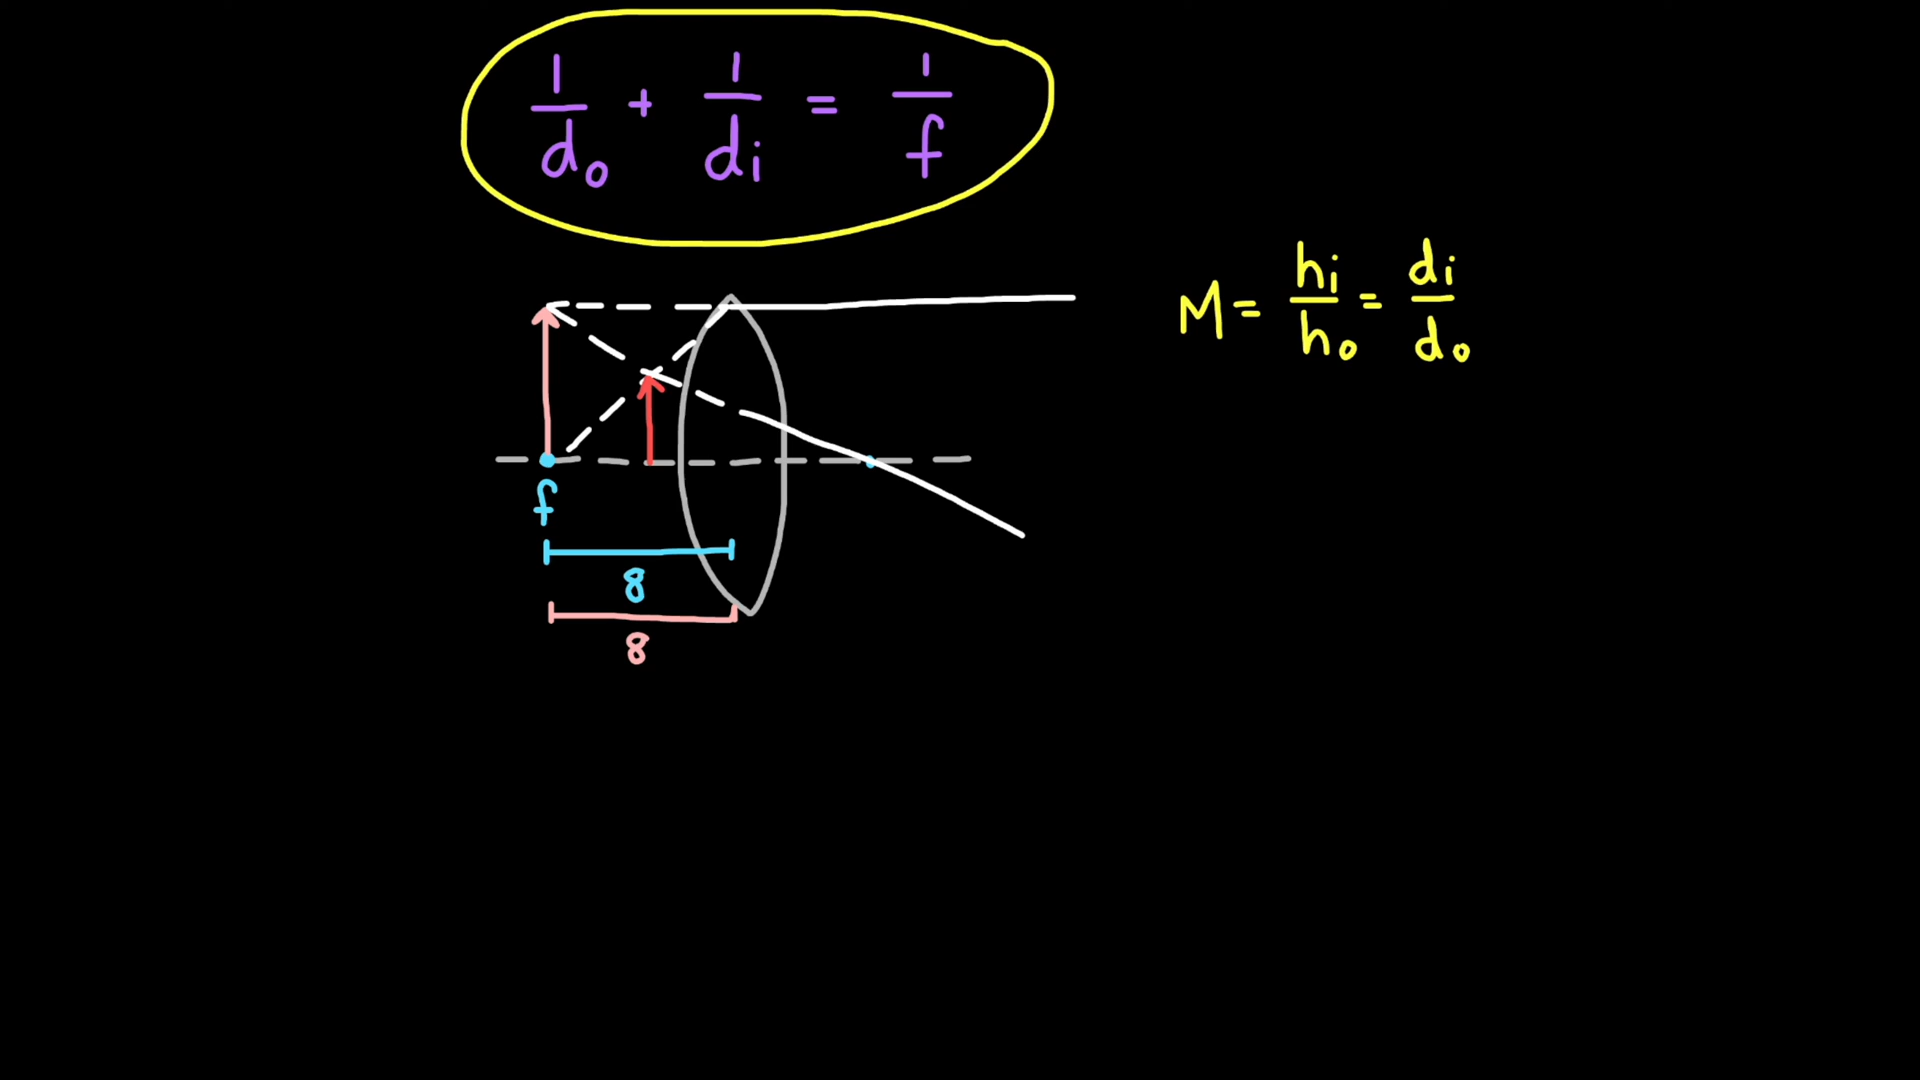 1/d₀ + 1/di = 1/f
M = hi/h₀ = di/d₀
f
8
8